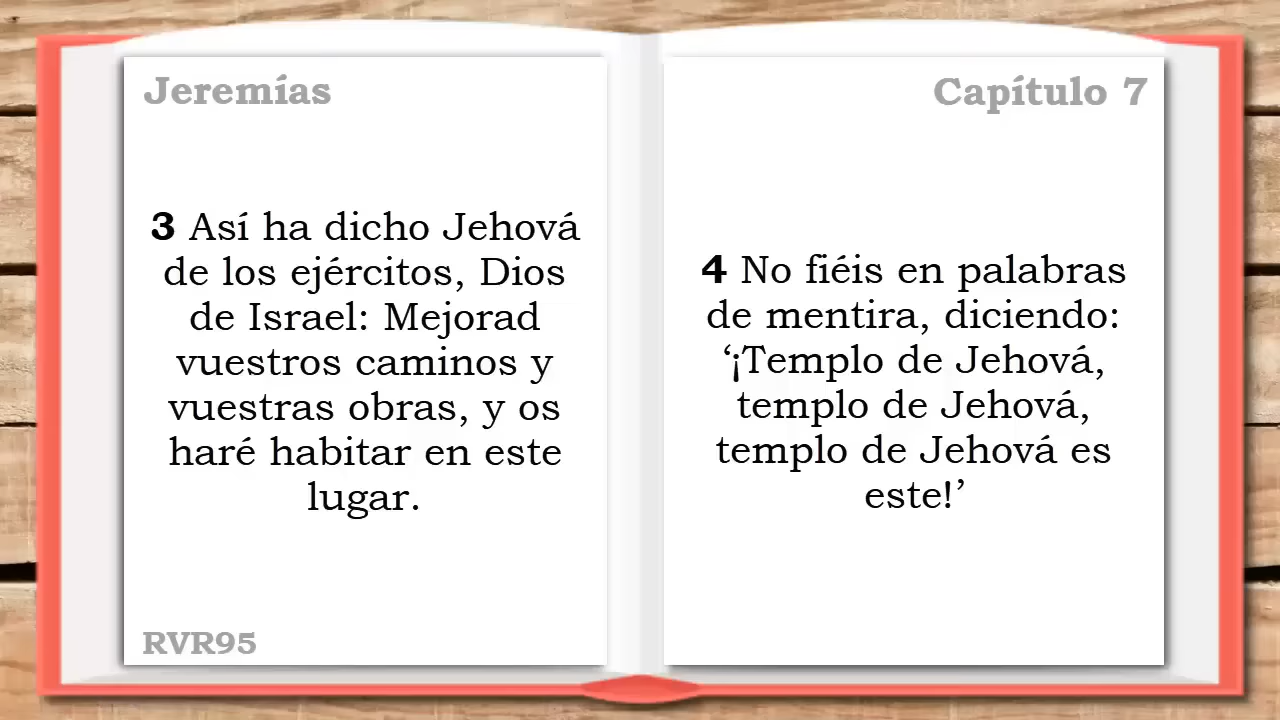 Jeremías
3 Así ha dicho Jehová
de los ejércitos, Dios
de Israel: Mejorad
vuestros caminos y
vuestras obras, y os
haré habitar en este
lugar.
RVR95
Capítulo 7
4 No fiéis en palabras
de mentira, diciendo:
‘¡Templo de Jehová,
templo de Jehová,
templo de Jehová es
este!’